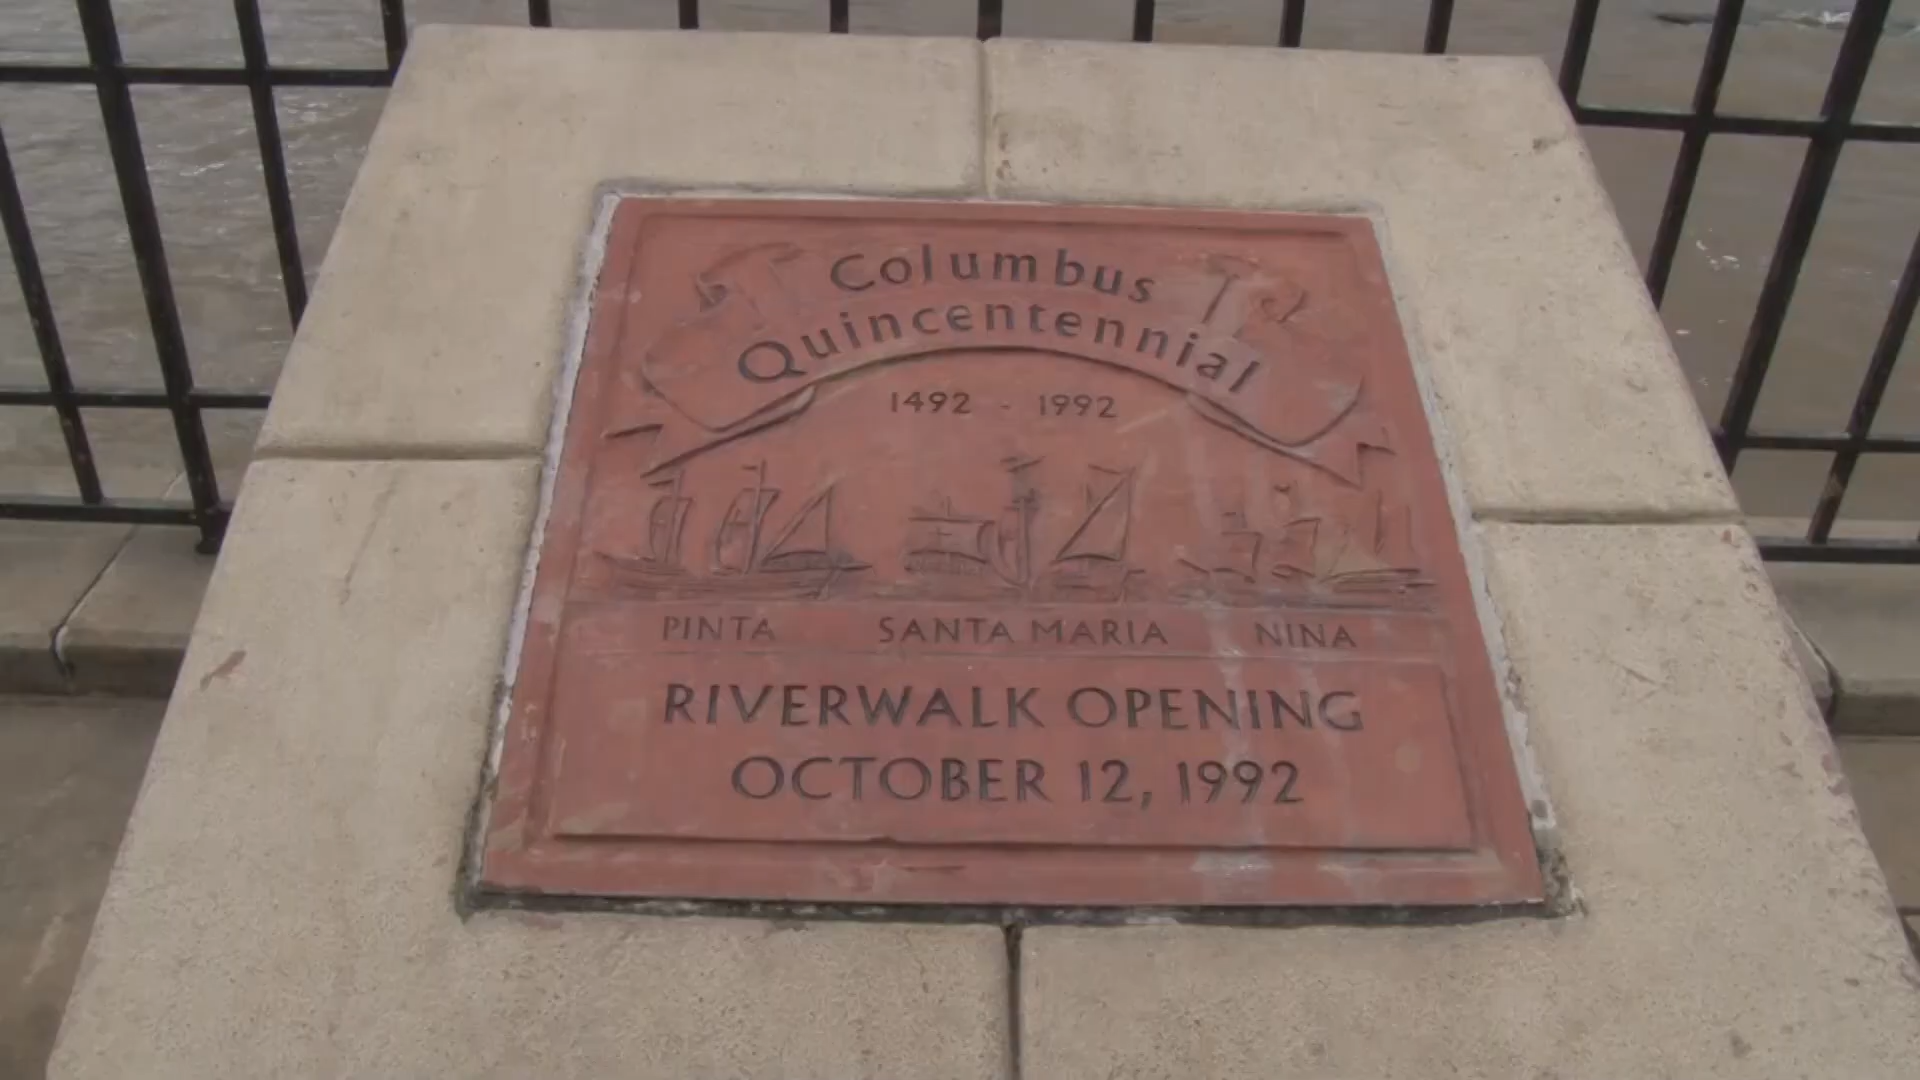 Columbus
Quincentennial
1492 - 1992
PINTA SANTA MARIA NINA
RIVERWALK OPENING
OCTOBER 12, 1992